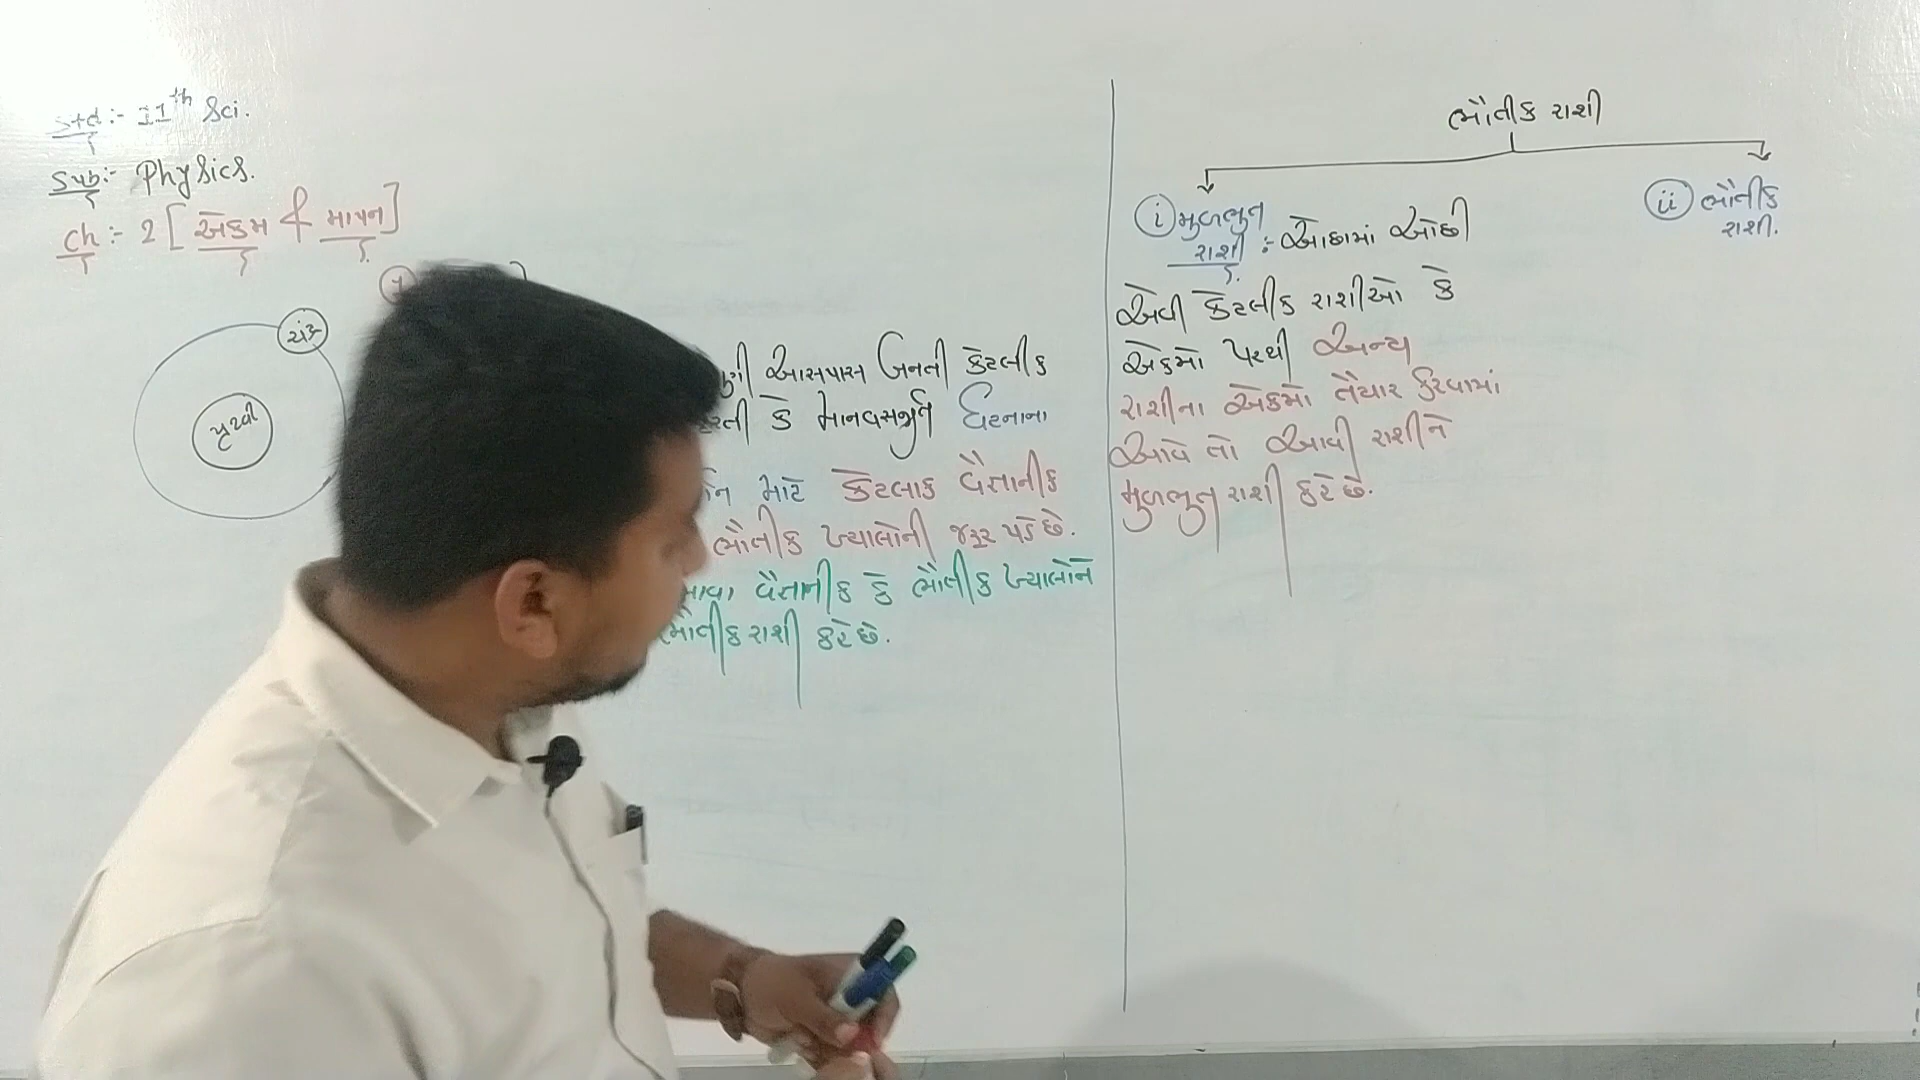 Std:- 11th Sci.
Sub:- Physics.
Ch:- 2 [એકમ & માપન]
ચંદ્ર
પૃથ્વી
આસપાસ બનતી કેટલીક
કે માનવસર્જીત ઘટનાના
માટે કેટલાક વૈજ્ઞાનીક
ભૌતીક ખ્યાલોની જરૂર પડે છે.
વૈજ્ઞાનીક કે ભૌતીક ખ્યાલોને
ભૌતીક રાશી કહે છે.
ભૌતીક રાશી
(i) મુળભુત
રાશી :- ઓછામાં ઓછી
એવી કેટલીક રાશીઓ કે
એકમો પરથી અન્ય
રાશીના એકમો તૈયાર કરવામાં
આવે તો આવી રાશીને
મુળભુત રાશી કહે છે.
(ii) ભૌતીક
રાશી.